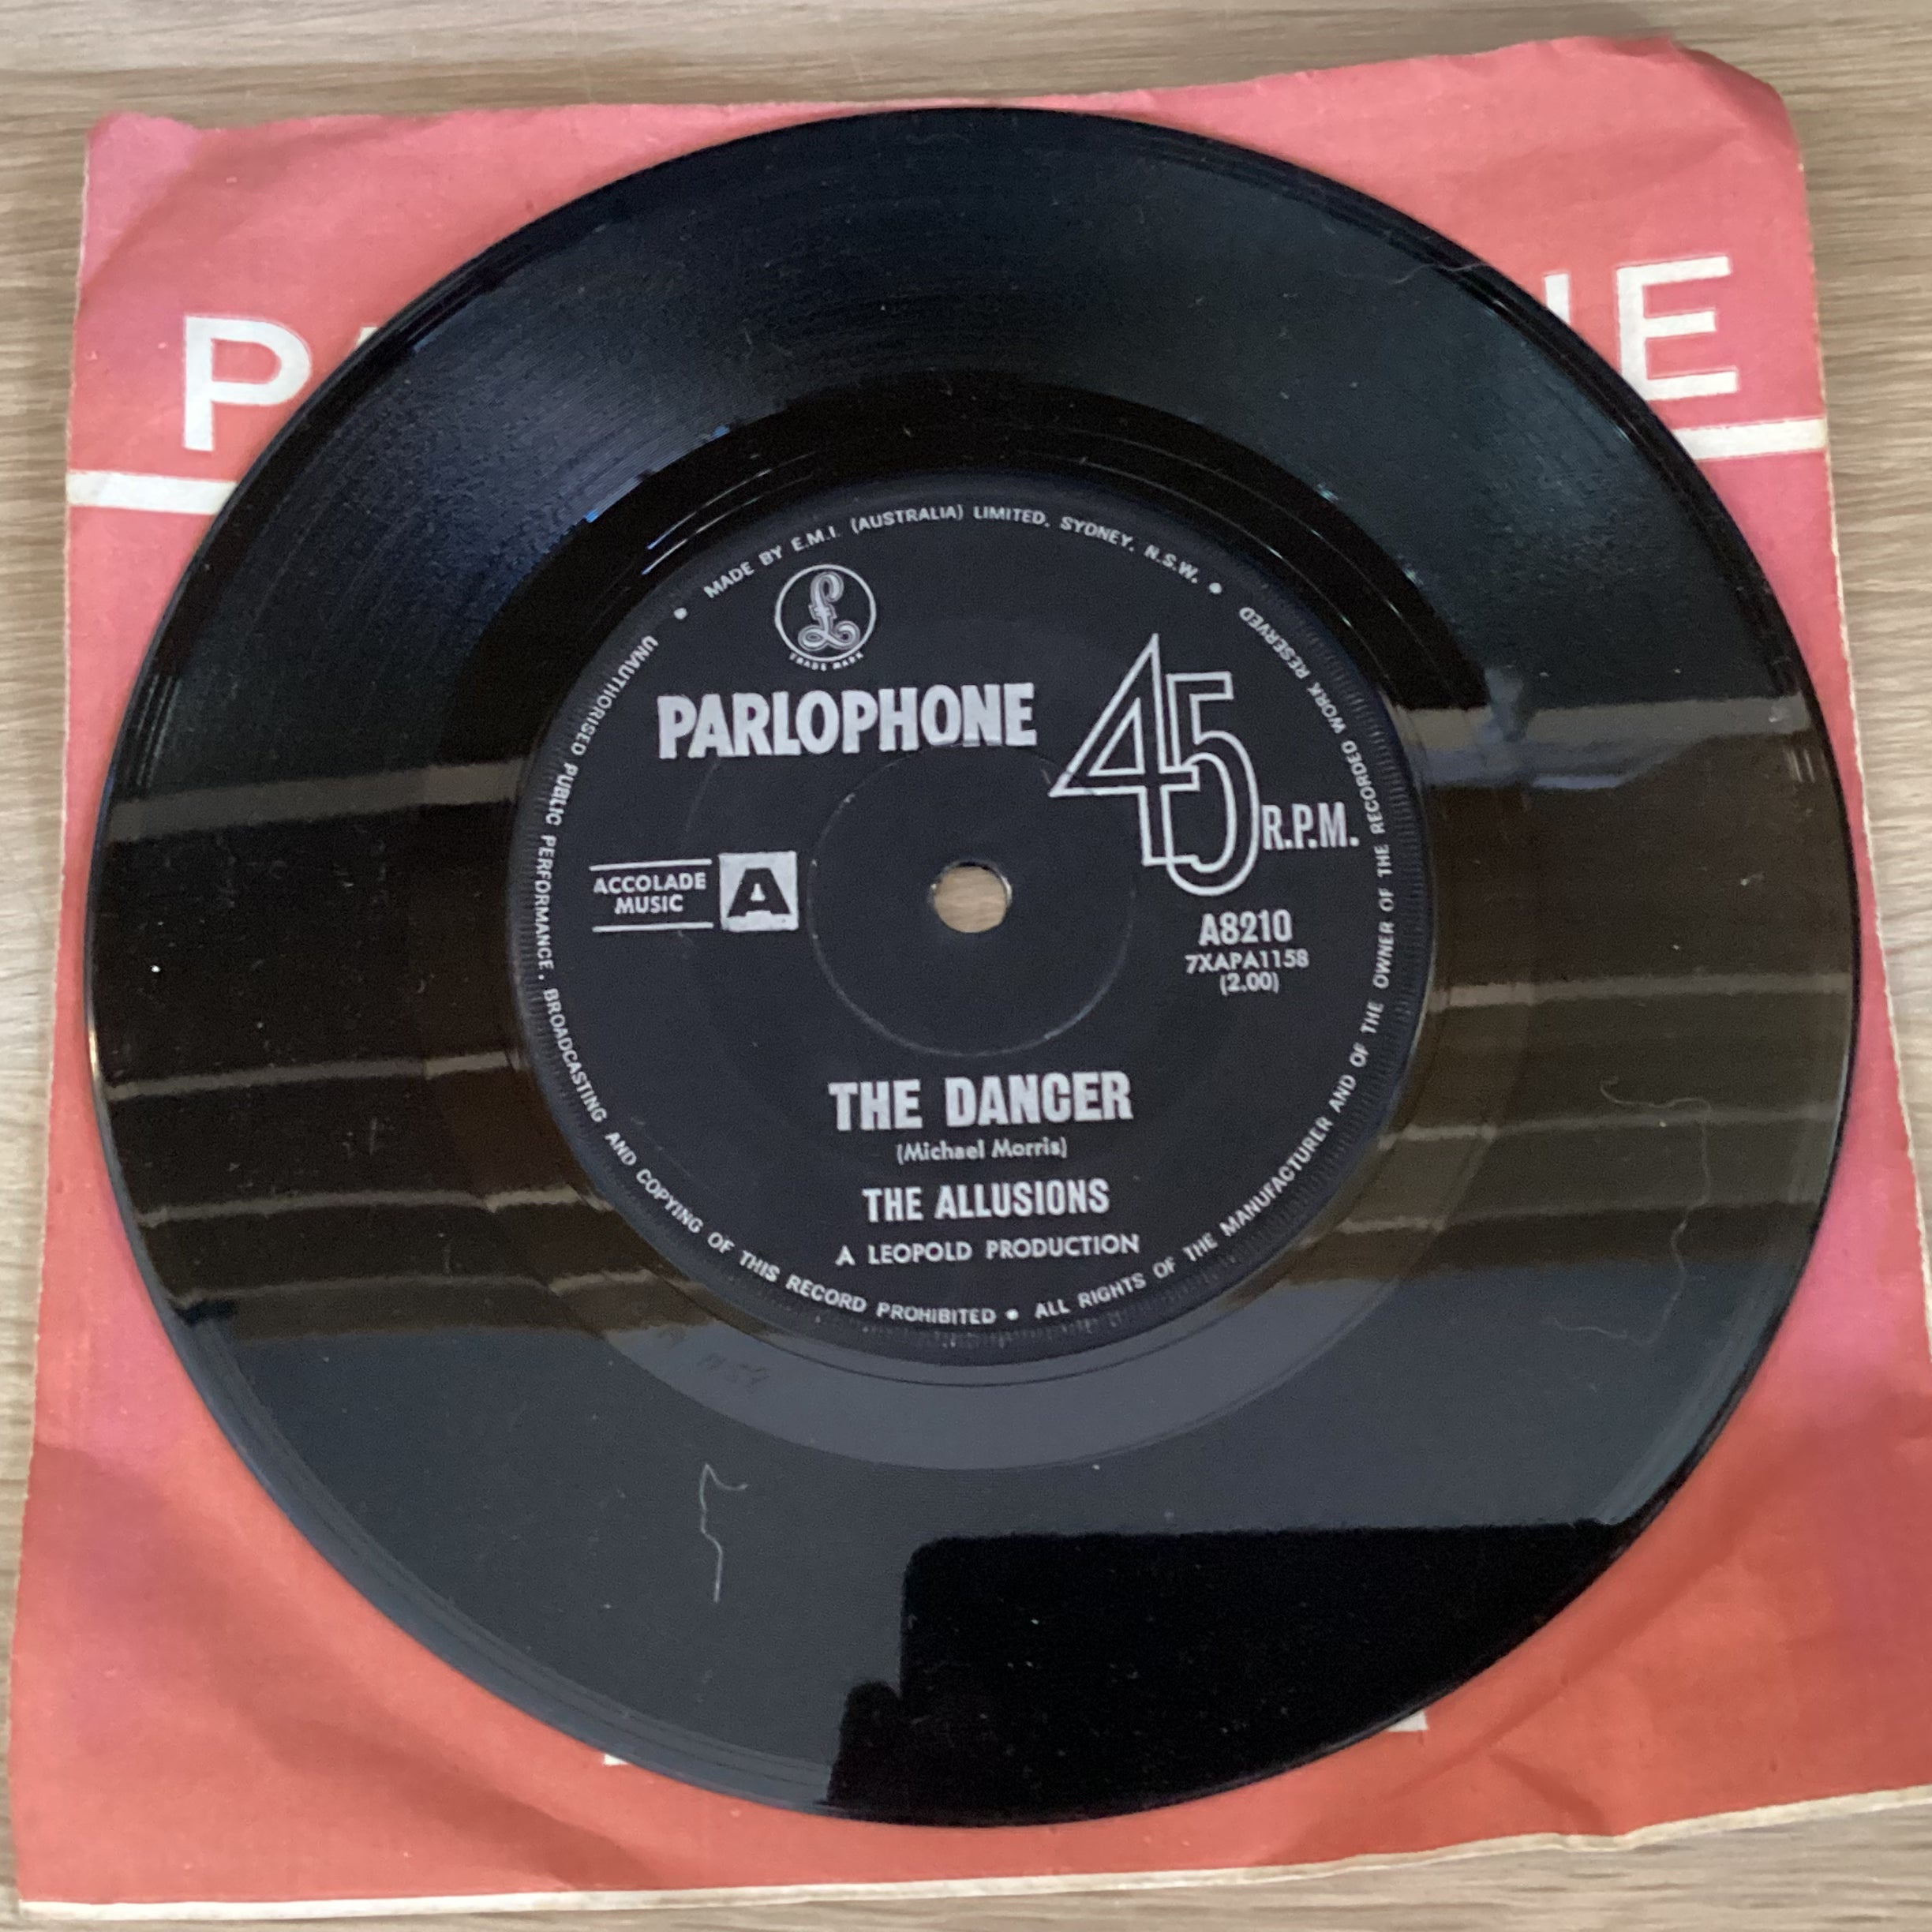 MADE BY E.M.I. (AUSTRALIA) LIMITED, SYDNEY, N.S.W. •
£
TRADE MARK
PARLOPHONE
45
R.P.M.
ACCOLADE
MUSIC
A
A8210
7XAPA1158
(2.00)
THE DANCER
(Michael Morris)
THE ALLUSIONS
A LEOPOLD PRODUCTION
UNAUTHORISED PUBLIC PERFORMANCE, BROADCASTING AND COPYING OF THIS RECORD PROHIBITED • ALL RIGHTS OF THE MANUFACTURER AND OF THE OWNER OF THE RECORDED WORK RESERVED